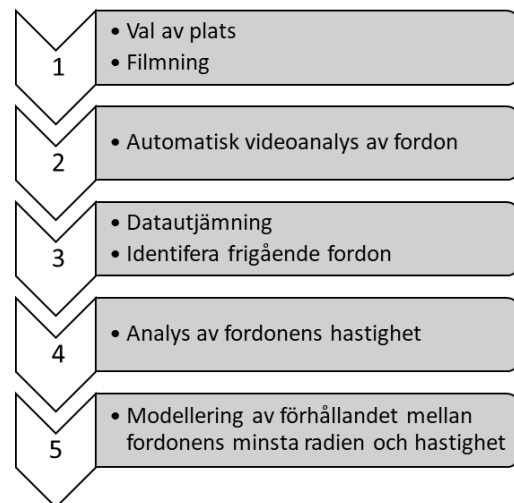 1
• Val av plats
• Filmning
2
• Automatisk videoanalys av fordon
3
• Datautjämning
• Identifera frigående fordon
4
• Analys av fordonens hastighet
5
• Modellering av förhållandet mellan
fordonens minsta radien och hastighet